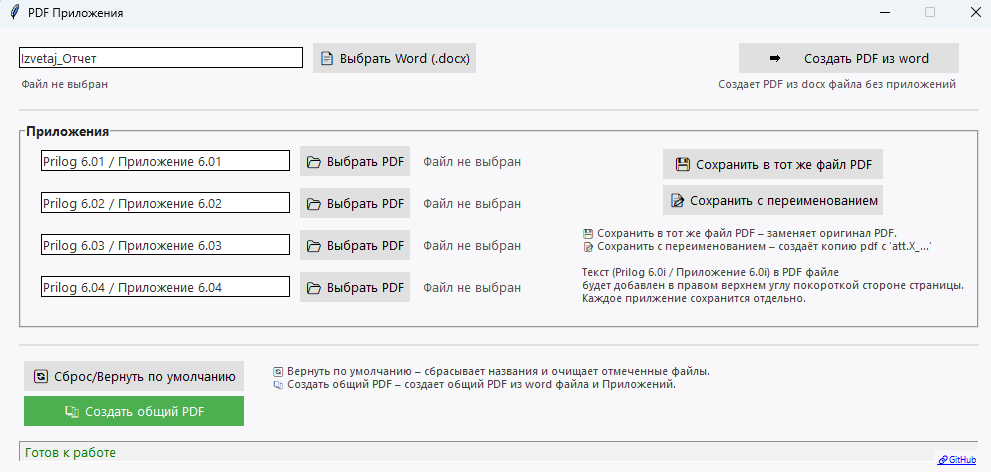 PDF Приложения
Izvetaj_Отчет
Выбрать Word (.docx)
Создать PDF из word
Файл не выбран
Создает PDF из docx файла без приложений
Приложения
Prilog 6.01 / Приложение 6.01
Выбрать PDF
Файл не выбран
Сохранить в тот же файл PDF
Prilog 6.02 / Приложение 6.02
Выбрать PDF
Файл не выбран
Сохранить с переименованием
Prilog 6.03 / Приложение 6.03
Выбрать PDF
Файл не выбран
Сохранить в тот же файл PDF – заменяет оригинал PDF.
Сохранить с переименованием – создаёт копию pdf с 'att.X_...'
Prilog 6.04 / Приложение 6.04
Выбрать PDF
Файл не выбран
Текст (Prilog 6.0i / Приложение 6.0i) в PDF файле
будет добавлен в правом верхнем углу покороткой стороне страницы.
Каждое прилжение сохранится отдельно.
Сброс/Вернуть по умолчанию
Вернуть по умолчанию – сбрасывает названия и очищает отмеченные файлы.
Создать общий PDF – создает общий PDF из word файла и Приложений.
Создать общий PDF
Готов к работе
GitHub